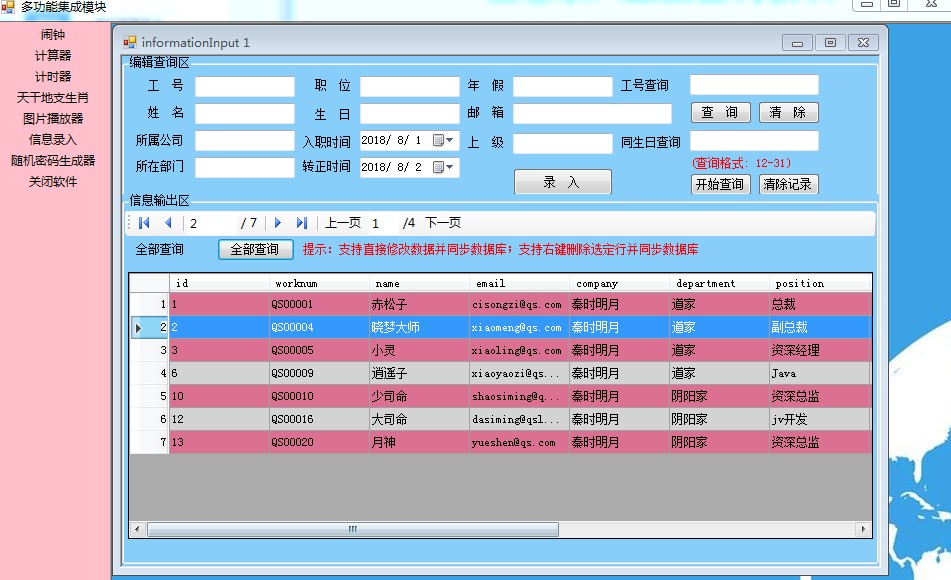 多功能集成模块
闹钟
计算器
计时器
天干地支生肖
图片播放器
信息录入
随机密码生成器
关闭软件
informationInput 1
编辑查询区
工 号 职 位 年 假 工号查询
姓 名 生 日 邮 箱 查 询 清 除
所属公司 入职时间 2018/ 8/ 1 上 级 同生日查询
所在部门 转正时间 2018/ 8/ 2 (查询格式: 12-31)
录 入 开始查询 清除记录
信息输出区
2 / 7 上一页 1 /4 下一页
全部查询 全部查询 提示：支持直接修改数据并同步数据库；支持右键删除选定行并同步数据库
id worknum name email company department position
1 1 QS00001 赤松子 cisongzi@qs.com 秦时明月 道家 总裁
2 2 QS00004 晓梦大师 xiaomeng@qs.com 秦时明月 道家 副总裁
3 3 QS00005 小灵 xiaoling@qs.com 秦时明月 道家 资深经理
4 6 QS00009 逍遥子 xiaoyaozi@qs... 秦时明月 道家 Java
5 10 QS00010 少司命 shaosiming@q... 秦时明月 阴阳家 资深总监
6 12 QS00016 大司命 dasiming@qsl... 秦时明月 阴阳家 jv开发
7 13 QS00020 月神 yueshen@qs.com 秦时明月 阴阳家 资深总监